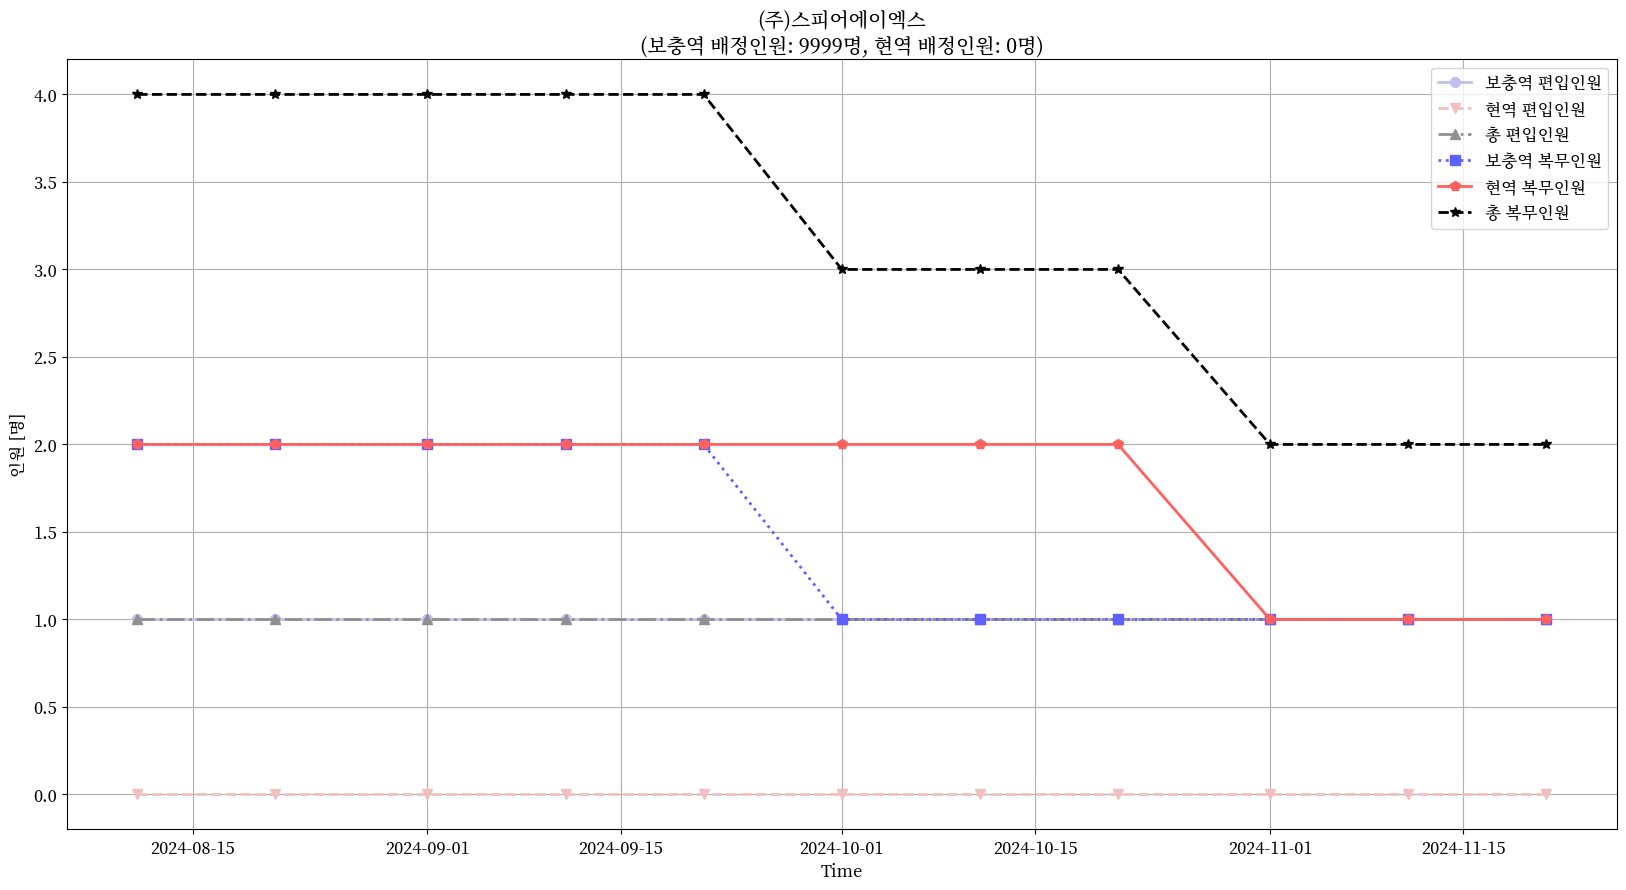 (주)스피어에이엑스
(보충역 배정인원: 9999명, 현역 배정인원: 0명)
보충역 편입인원
현역 편입인원
총 편입인원
보충역 복무인원
현역 복무인원
총 복무인원
인원 [명]
4.0
3.5
3.0
2.5
2.0
1.5
1.0
0.5
0.0
2024-08-15 2024-09-01 2024-09-15 2024-10-01 2024-10-15 2024-11-01 2024-11-15
Time